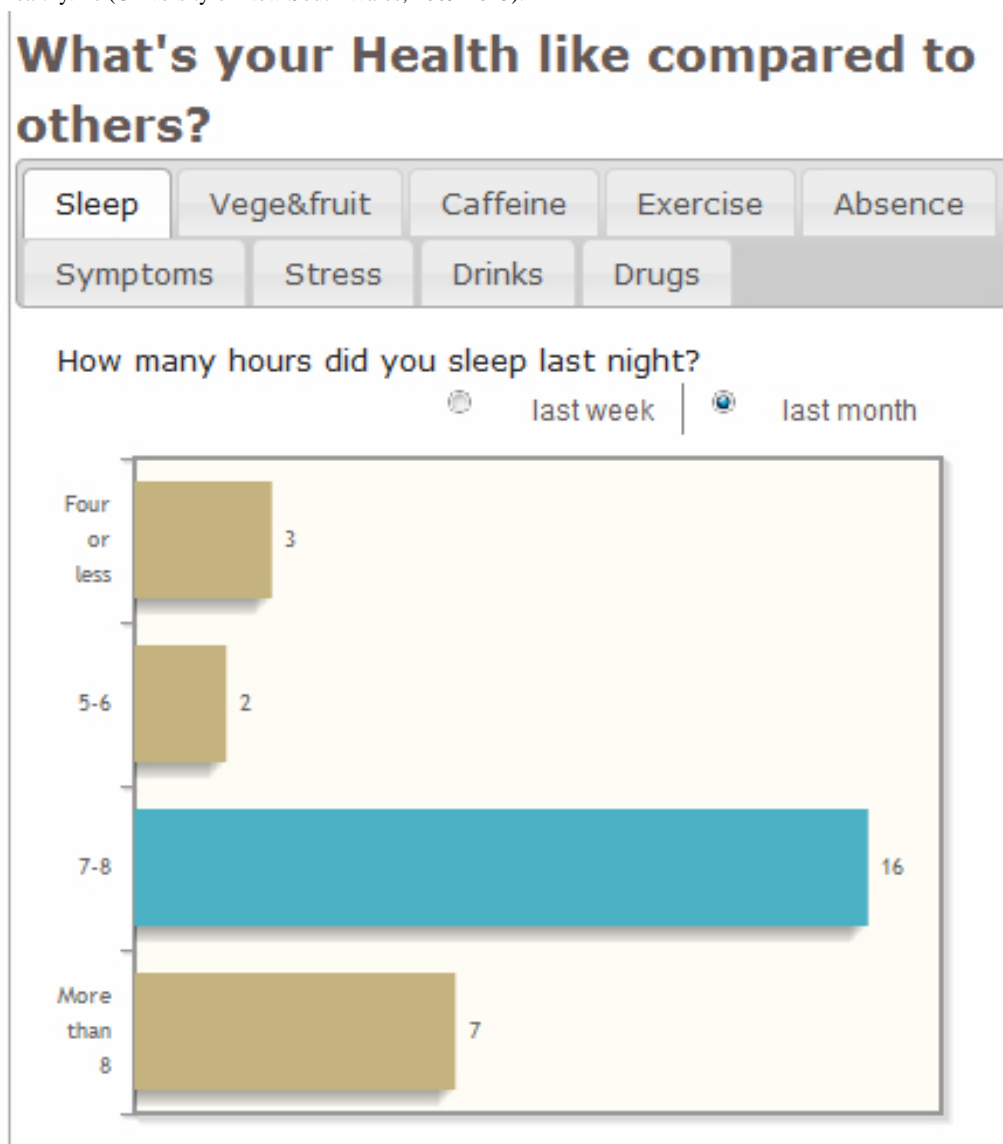 What's your Health like compared to
others?
Sleep Vege&fruit Caffeine Exercise Absence
Symptoms Stress Drinks Drugs
How many hours did you sleep last night?
last week last month
Four
or
less
3
5-6
2
7-8
16
More
than
8
7